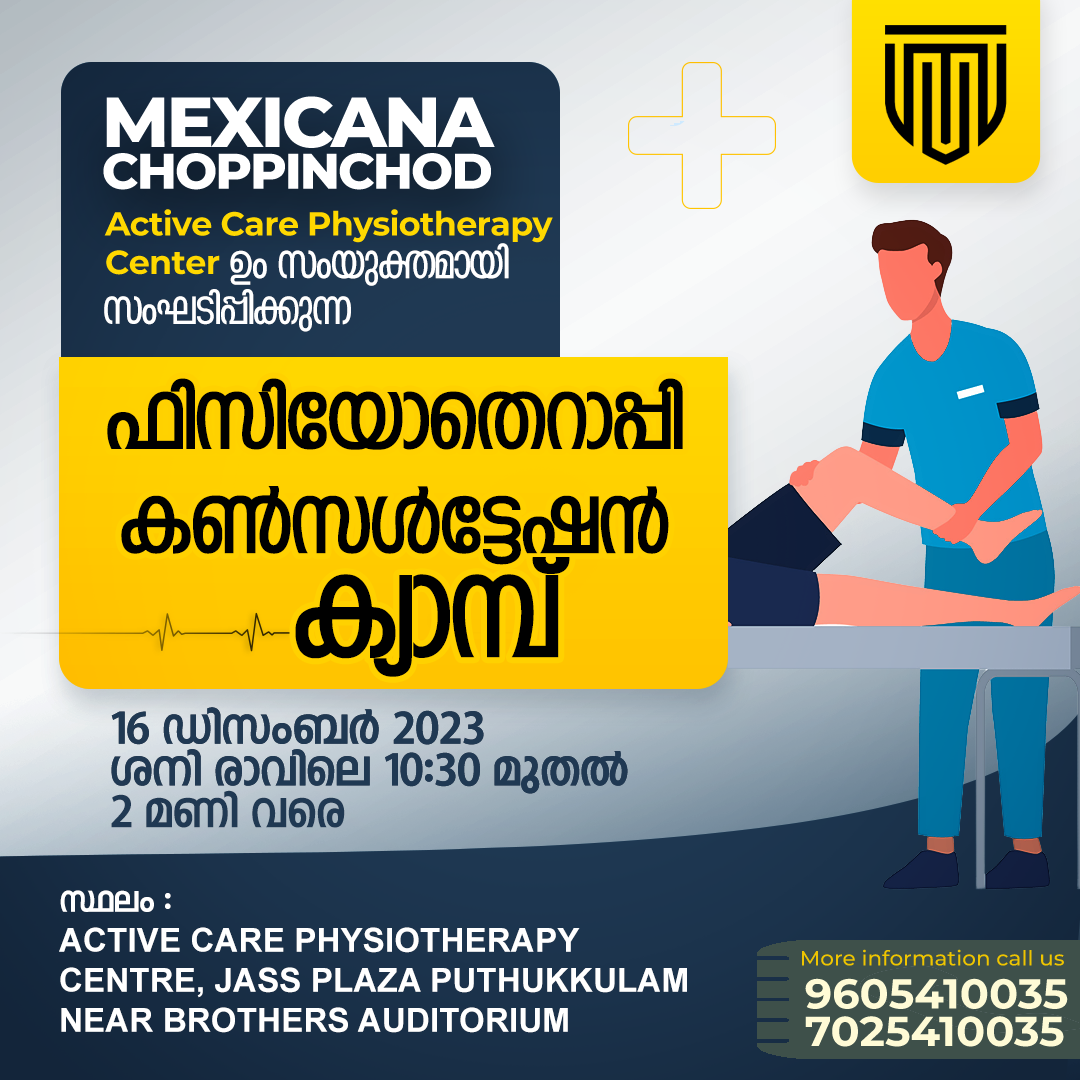 MEXICANA
CHOPPINCHOD
Active Care Physiotherapy
Center ഉം സംയുക്തമായി
സംഘടിപ്പിക്കുന്ന
ഫിസിയോതെറാപ്പി
കൺസൾട്ടേഷൻ
ക്യാമ്പ്
16 ഡിസംബർ 2023
ശനി രാവിലെ 10:30 മുതൽ
2 മണി വരെ
സ്ഥലം :
ACTIVE CARE PHYSIOTHERAPY
CENTRE, JASS PLAZA PUTHUKKULAM
NEAR BROTHERS AUDITORIUM
More information call us
9605410035
7025410035